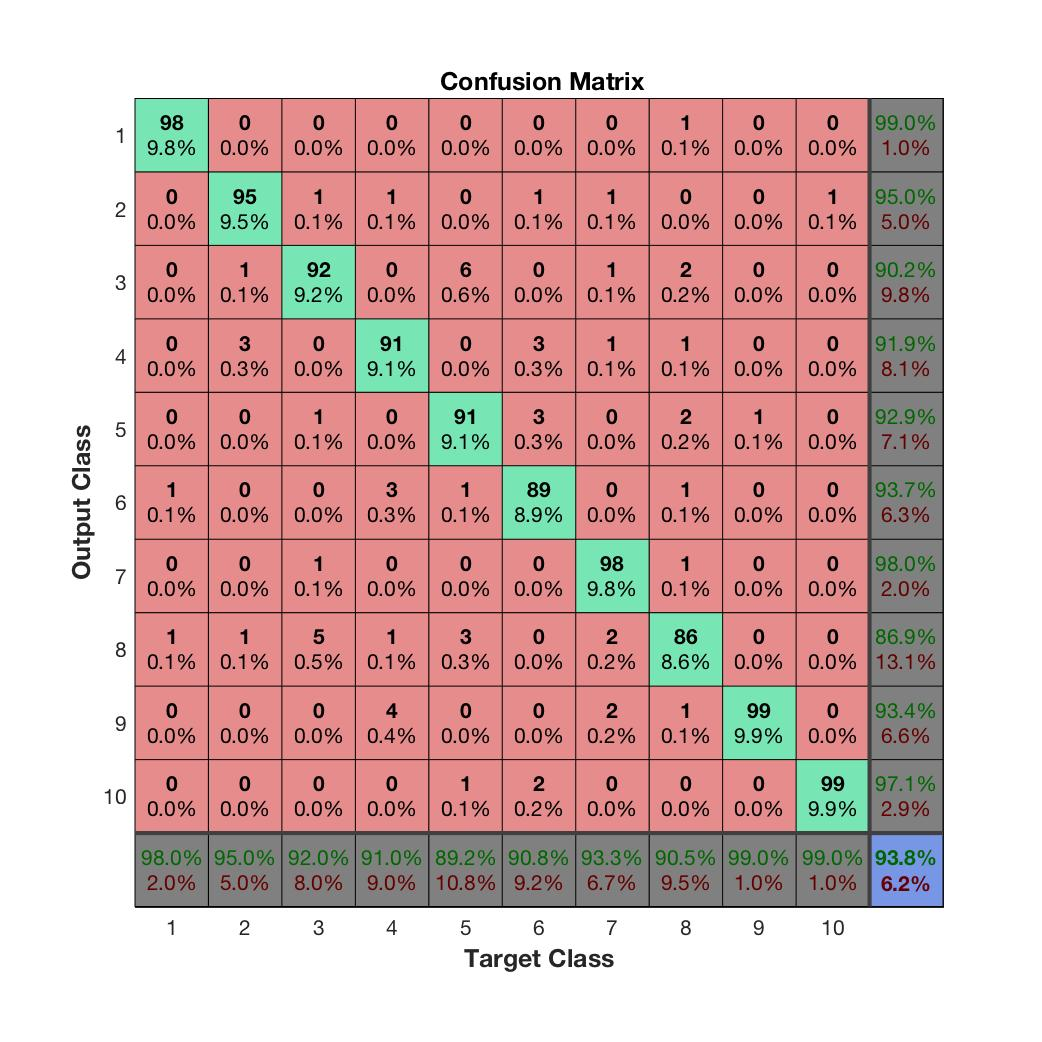 Confusion Matrix
98 0 0 0 0 0 0 1 0 0 99.0%
1
9.8% 0.0% 0.0% 0.0% 0.0% 0.0% 0.0% 0.1% 0.0% 0.0% 1.0%
0 95 1 1 0 1 1 0 0 1 95.0%
2
0.0% 9.5% 0.1% 0.1% 0.0% 0.1% 0.1% 0.0% 0.0% 0.1% 5.0%
0 1 92 0 6 0 1 2 0 0 90.2%
3
0.0% 0.1% 9.2% 0.0% 0.6% 0.0% 0.1% 0.2% 0.0% 0.0% 9.8%
0 3 0 91 0 3 1 1 0 0 91.9%
4
0.0% 0.3% 0.0% 9.1% 0.0% 0.3% 0.1% 0.1% 0.0% 0.0% 8.1%
0 0 1 0 91 3 0 2 1 0 92.9%
5
0.0% 0.0% 0.1% 0.0% 9.1% 0.3% 0.0% 0.2% 0.1% 0.0% 7.1%
1 0 0 3 1 89 0 1 0 0 93.7%
6
0.1% 0.0% 0.0% 0.3% 0.1% 8.9% 0.0% 0.1% 0.0% 0.0% 6.3%
0 0 1 0 0 0 98 1 0 0 98.0%
7
0.0% 0.0% 0.1% 0.0% 0.0% 0.0% 9.8% 0.1% 0.0% 0.0% 2.0%
1 1 5 1 3 0 2 86 0 0 86.9%
8
0.1% 0.1% 0.5% 0.1% 0.3% 0.0% 0.2% 8.6% 0.0% 0.0% 13.1%
0 0 0 4 0 0 2 1 99 0 93.4%
9
0.0% 0.0% 0.0% 0.4% 0.0% 0.0% 0.2% 0.1% 9.9% 0.0% 6.6%
0 0 0 0 1 2 0 0 0 99 97.1%
10
0.0% 0.0% 0.0% 0.0% 0.1% 0.2% 0.0% 0.0% 0.0% 9.9% 2.9%
98.0% 95.0% 92.0% 91.0% 89.2% 90.8% 93.3% 90.5% 99.0% 99.0% 93.8%
2.0% 5.0% 8.0% 9.0% 10.8% 9.2% 6.7% 9.5% 1.0% 1.0% 6.2%
1 2 3 4 5 6 7 8 9 10
Target Class
Output Class